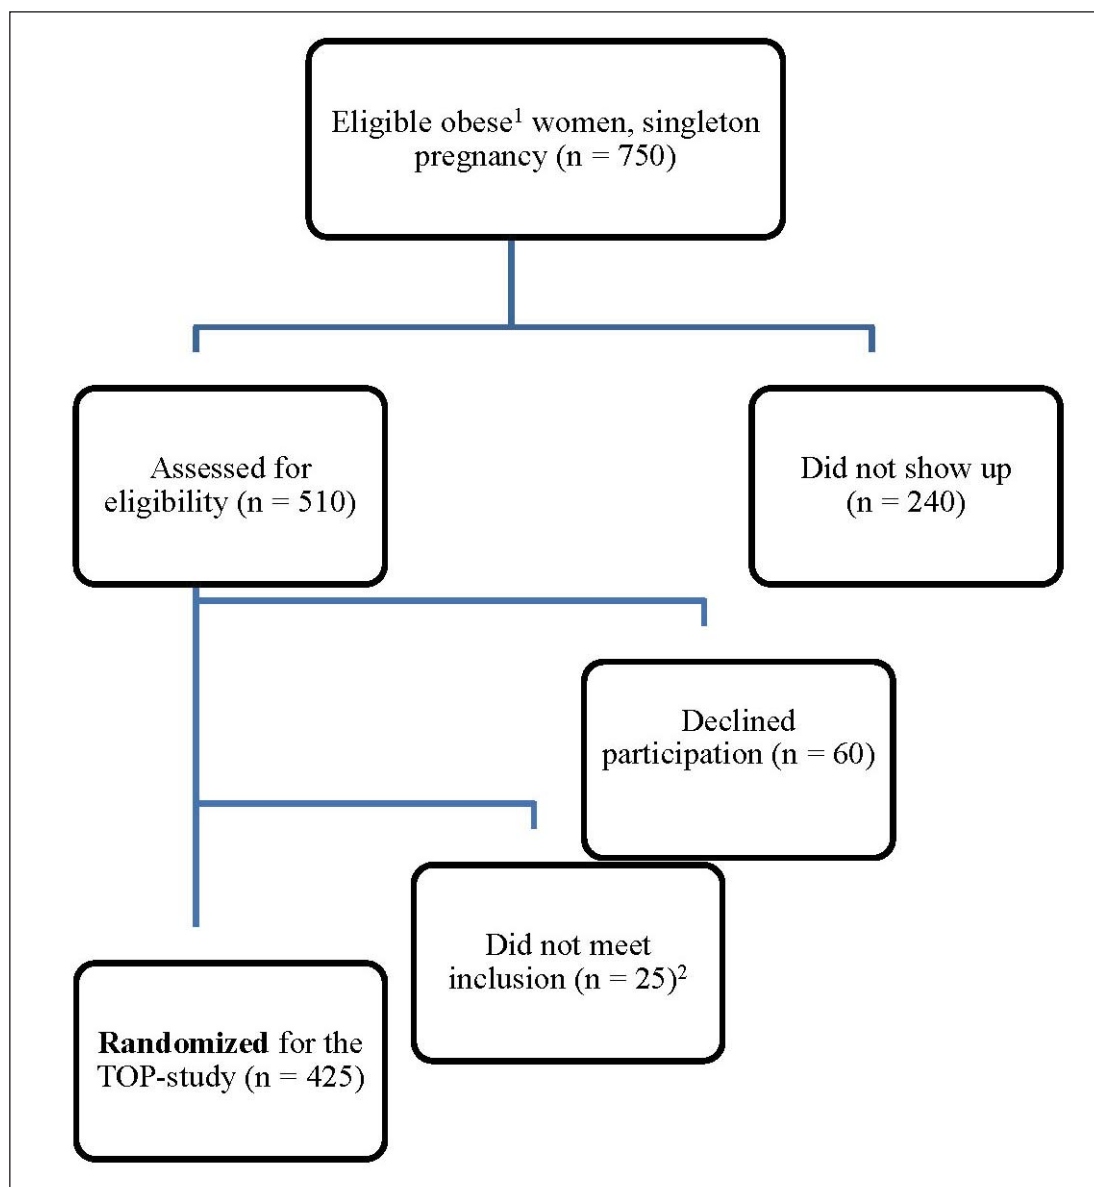 Eligible obese¹ women, singleton
pregnancy (n = 750)
Assessed for
eligibility (n = 510)
Did not show up
(n = 240)
Declined
participation (n = 60)
Did not meet
inclusion (n = 25)²
Randomized for the
TOP-study (n = 425)